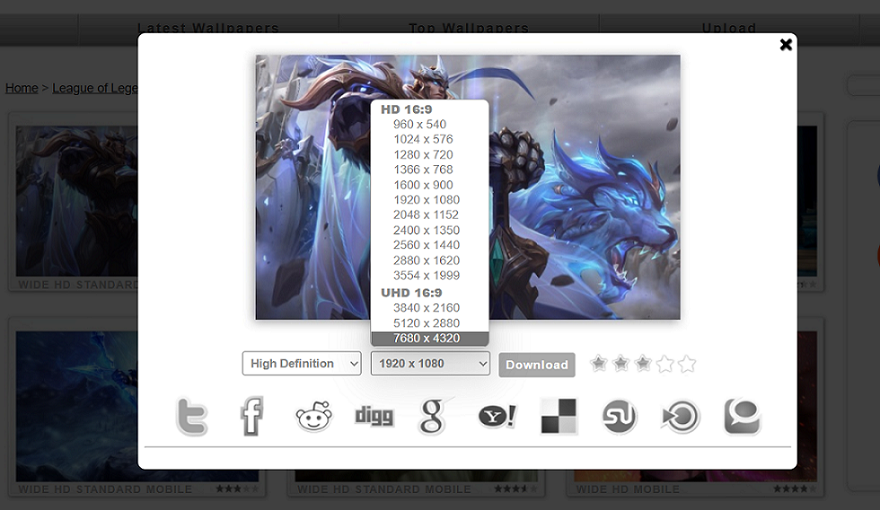 Latest Wallpapers
Top Wallpapers
Upload
Home > League of Lege
HD 16:9
960 x 540
1024 x 576
1280 x 720
1366 x 768
1600 x 900
1920 x 1080
2048 x 1152
2400 x 1350
2560 x 1440
2880 x 1620
3554 x 1999
UHD 16:9
3840 x 2160
5120 x 2880
7680 x 4320
WIDE HD STANDARD
High Definition
1920 x 1080
Download
digg
Y!
WIDE HD STANDARD MOBILE
WIDE HD STANDARD MOBILE
WIDE HD MOBILE